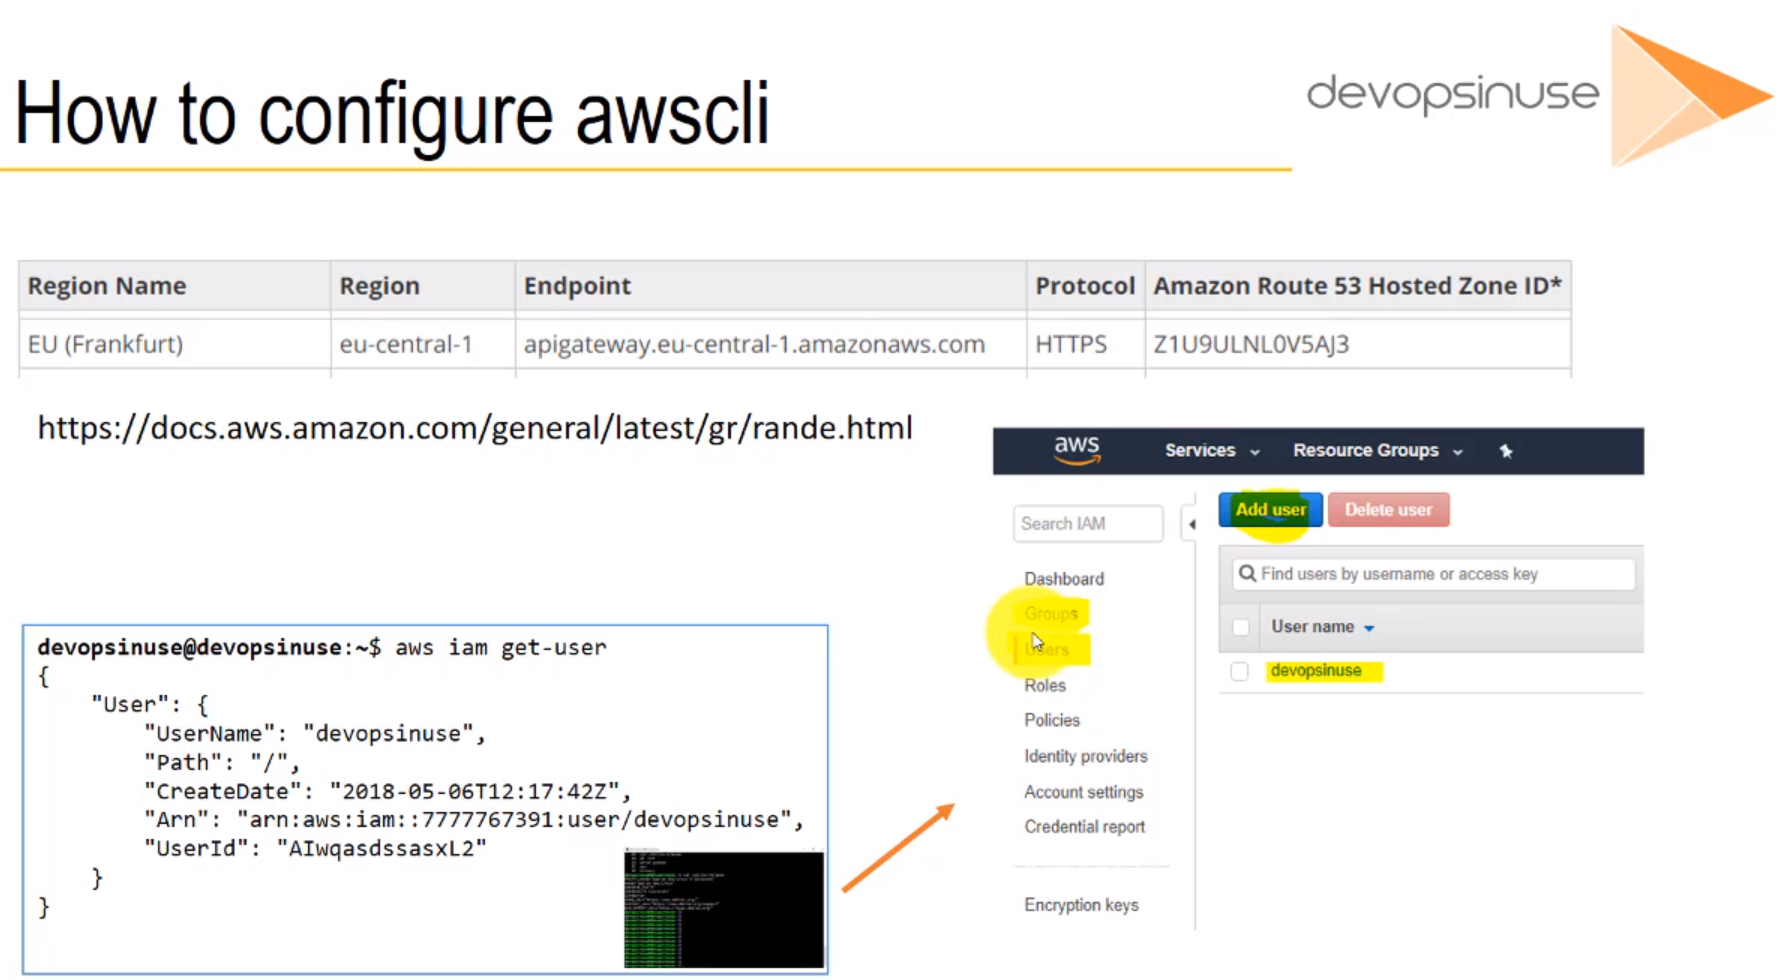 How to configure awscli
devopsinuse
Region Name Region Endpoint Protocol Amazon Route 53 Hosted Zone ID*
EU (Frankfurt) eu-central-1 apigateway.eu-central-1.amazonaws.com HTTPS Z1U9ULNL0V5AJ3
https://docs.aws.amazon.com/general/latest/gr/rande.html
devopsinuse@devopsinuse:~$ aws iam get-user
{
"User": {
"UserName": "devopsinuse",
"Path": "/",
"CreateDate": "2018-05-06T12:17:42Z",
"Arn": "arn:aws:iam::7777767391:user/devopsinuse",
"UserId": "AIwqasdssasxL2"
}
}
aws Services Resource Groups
Search IAM
Dashboard
Groups
Users
Roles
Policies
Identity providers
Account settings
Credential report
Encryption keys
Add user Delete user
Find users by username or access key
User name
devopsinuse